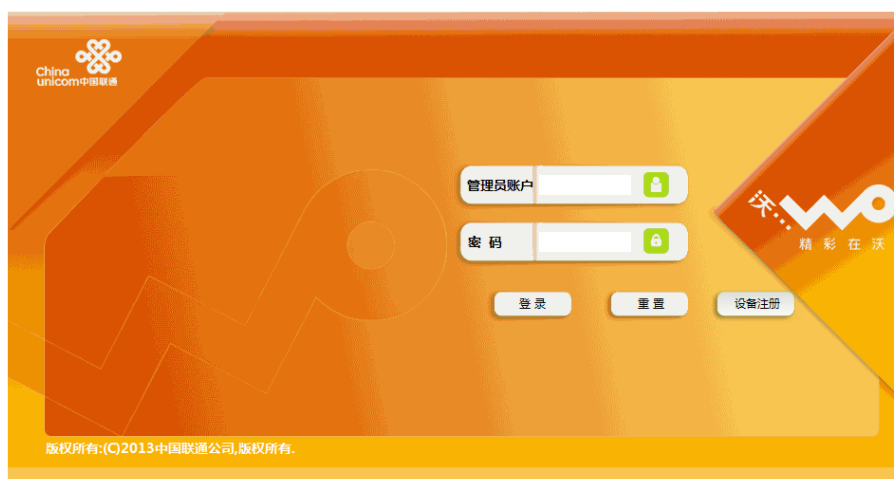 China
unicom中国联通
管理员账户
密 码
登 录
重 置
设备注册
沃...
WO
精 彩 在 沃
版权所有:(C)2013中国联通公司,版权所有.